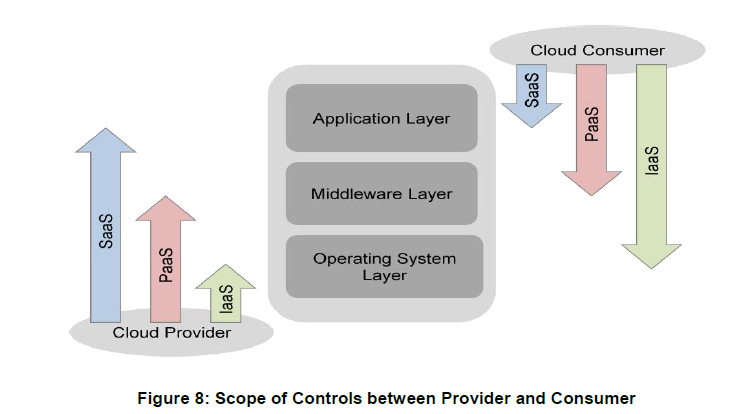 Cloud Consumer
SaaS
PaaS
IaaS
Application Layer
Middleware Layer
Operating System
Layer
SaaS
PaaS
IaaS
Cloud Provider
Figure 8: Scope of Controls between Provider and Consumer